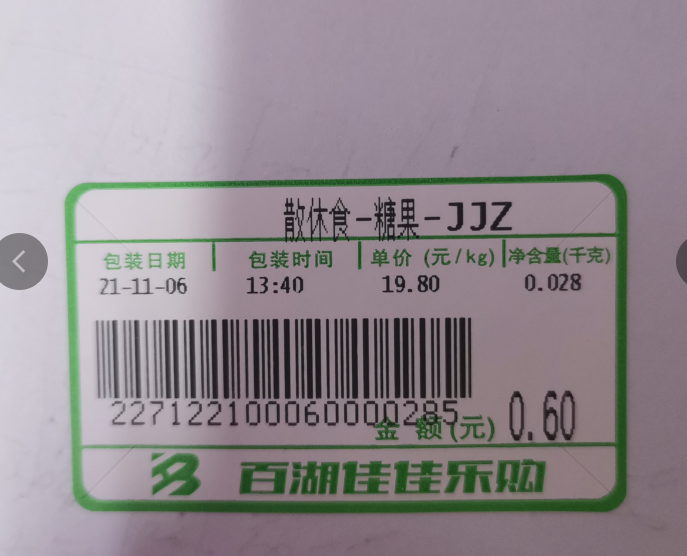 散休食-糖果-JJZ
包装日期 包装时间 单价 (元/kg) 净含量(千克)
21-11-06 13:40 19.80 0.028
227122100060000285
金 额(元) 0.60
百湖佳佳乐购